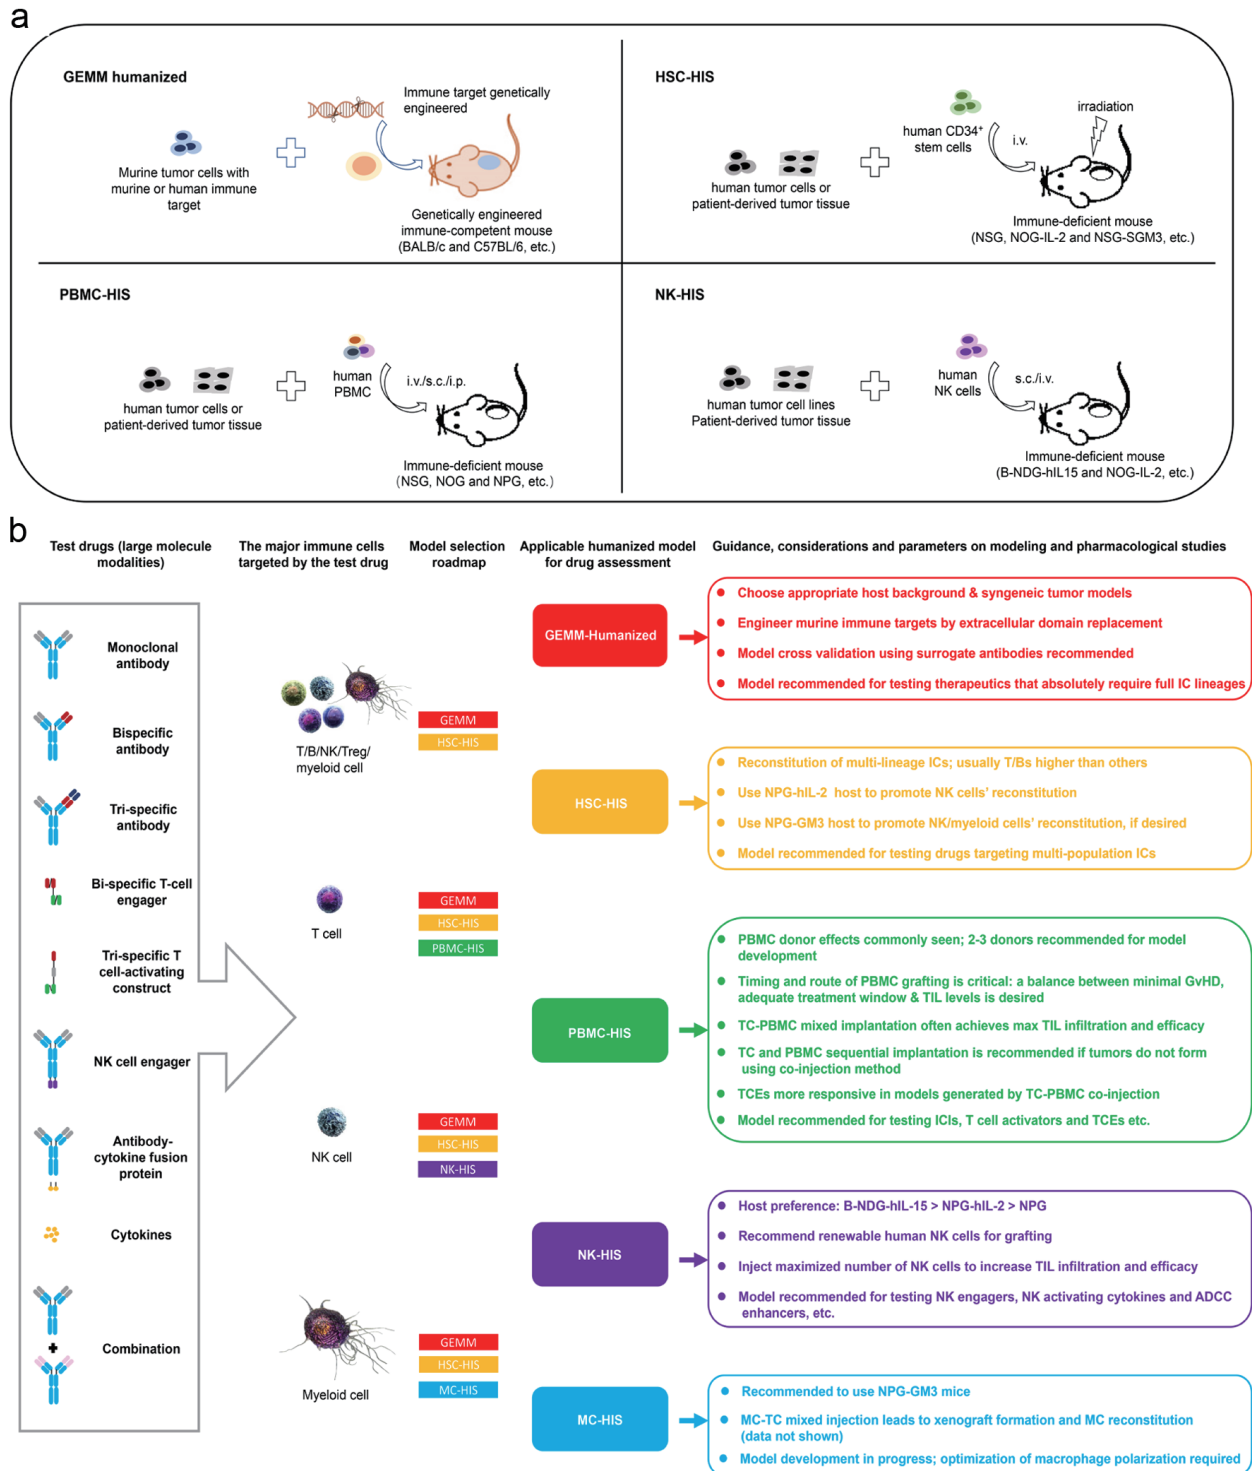 a
GEMM humanized
Immune target genetically
engineered
Murine tumor cells with
murine or human immune
target
Genetically engineered
immune-competent mouse
(BALB/c and C57BL/6, etc.)
HSC-HIS
human CD34+
stem cells
i.v.
irradiation
human tumor cells or
patient-derived tumor tissue
Immune-deficient mouse
(NSG, NOG-IL-2 and NSG-SGM3, etc.)
PBMC-HIS
human
PBMC
i.v./s.c./i.p.
human tumor cells or
patient-derived tumor tissue
Immune-deficient mouse
(NSG, NOG and NPG, etc.)
NK-HIS
human
NK cells
s.c./i.v.
human tumor cell lines
Patient-derived tumor tissue
Immune-deficient mouse
(B-NDG-hIL15 and NOG-IL-2, etc.)
b
Test drugs (large molecule
modalities)
The major immune cells
targeted by the test drug
Model selection
roadmap
Applicable humanized model
for drug assessment
Guidance, considerations and parameters on modeling and pharmacological studies
Monoclonal
antibody
Bispecific
antibody
Tri-specific
antibody
Bi-specific T-cell
engager
Tri-specific T
cell-activating
construct
NK cell engager
Antibody-
cytokine fusion
protein
Cytokines
Combination
T/B/NK/Treg/
myeloid cell
GEMM
HSC-HIS
T cell
GEMM
HSC-HIS
PBMC-HIS
NK cell
GEMM
HSC-HIS
NK-HIS
Myeloid cell
GEMM
HSC-HIS
MC-HIS
GEMM-Humanized
• Choose appropriate host background & syngeneic tumor models
• Engineer murine immune targets by extracellular domain replacement
• Model cross validation using surrogate antibodies recommended
• Model recommended for testing therapeutics that absolutely require full IC lineages
HSC-HIS
• Reconstitution of multi-lineage ICs; usually T/Bs higher than others
• Use NPG-hIL-2 host to promote NK cells' reconstitution
• Use NPG-GM3 host to promote NK/myeloid cells' reconstitution, if desired
• Model recommended for testing drugs targeting multi-population ICs
PBMC-HIS
• PBMC donor effects commonly seen; 2-3 donors recommended for model
development
• Timing and route of PBMC grafting is critical: a balance between minimal GvHD,
adequate treatment window & TIL levels is desired
• TC-PBMC mixed implantation often achieves max TIL infiltration and efficacy
• TC and PBMC sequential implantation is recommended if tumors do not form
using co-injection method
• TCEs more responsive in models generated by TC-PBMC co-injection
• Model recommended for testing ICIs, T cell activators and TCEs etc.
NK-HIS
• Host preference: B-NDG-hIL-15 > NPG-hIL-2 > NPG
• Recommend renewable human NK cells for grafting
• Inject maximized number of NK cells to increase TIL infiltration and efficacy
• Model recommended for testing NK engagers, NK activating cytokines and ADCC
enhancers, etc.
MC-HIS
• Recommended to use NPG-GM3 mice
• MC-TC mixed injection leads to xenograft formation and MC reconstitution
(data not shown)
• Model development in progress; optimization of macrophage polarization required